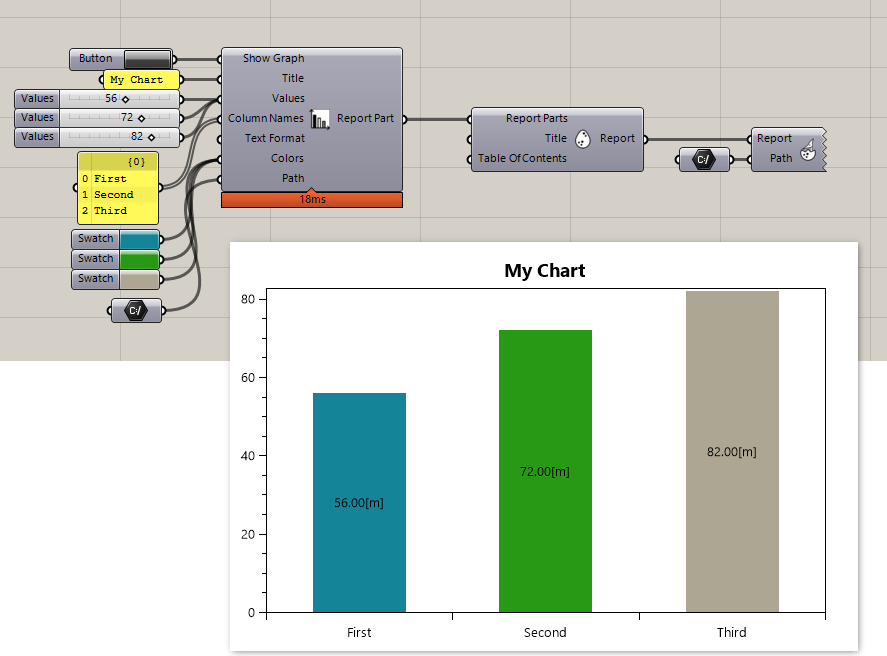 Button
My Chart
Values 56
Values 72
Values 82
{0}
0 First
1 Second
2 Third
Swatch
Swatch
Swatch
C:/
Show Graph
Title
Values
Column Names
Report Part
Text Format
Colors
Path
18ms
Report Parts
Title
Report
Table Of Contents
C:/
Report
Path
My Chart
80
60
40
20
0
56.00[m]
72.00[m]
82.00[m]
First
Second
Third